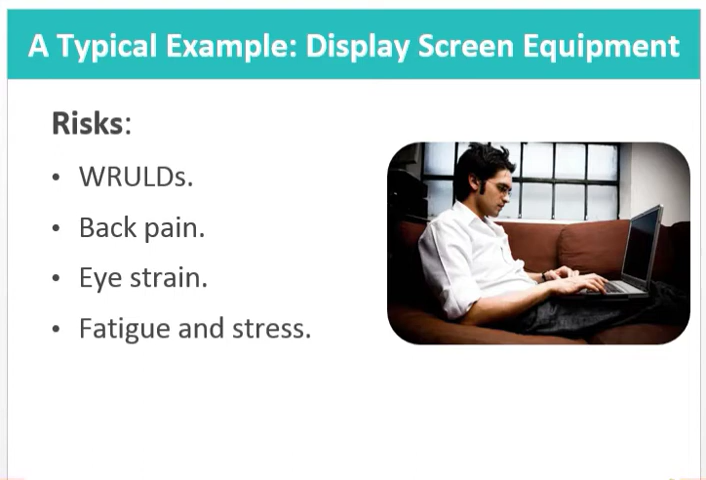 A Typical Example: Display Screen Equipment
Risks:
• WRULDs.
• Back pain.
• Eye strain.
• Fatigue and stress.